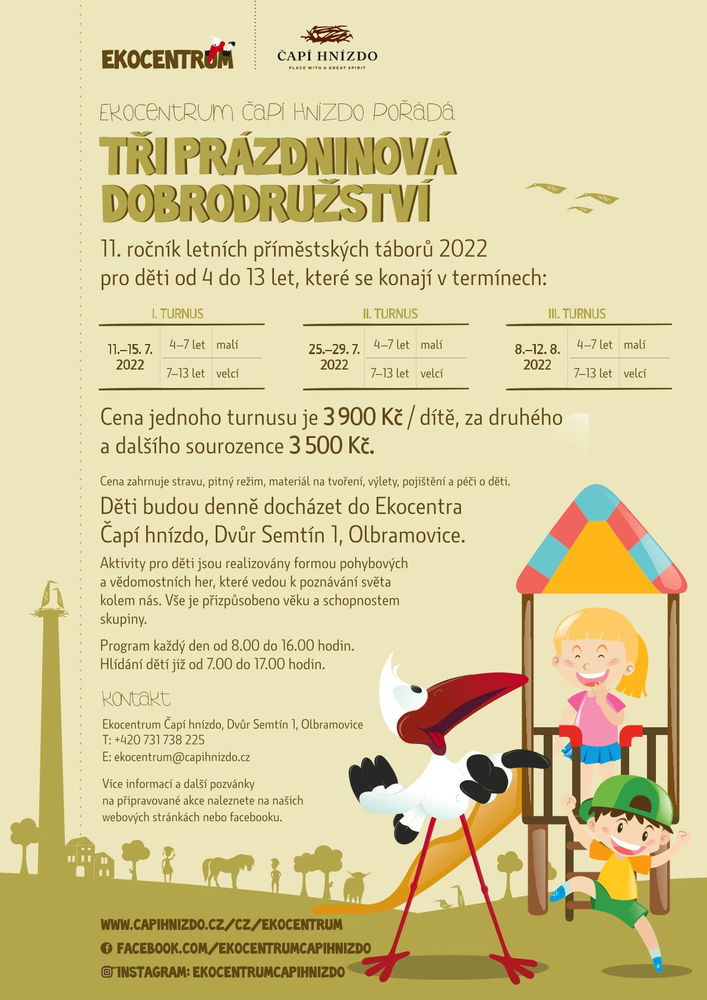 EKOCENTRUM
ČAPÍ HNÍZDO
PLACE WITH A GREAT SPIRIT
EKOCENTRUM ČAPÍ HNÍZDO POŘÁDÁ
TŘI PRÁZDNINOVÁ
DOBRODRUŽSTVÍ
11. ročník letních příměstských táborů 2022
pro děti od 4 do 13 let, které se konají v termínech:
I. TURNUS
11.–15. 7.
2022
4–7 let malí
7–13 let velcí
II. TURNUS
25.–29. 7.
2022
4–7 let malí
7–13 let velcí
III. TURNUS
8.–12. 8.
2022
4–7 let malí
7–13 let velcí
Cena jednoho turnusu je 3 900 Kč / dítě, za druhého
a dalšího sourozence 3 500 Kč.
Cena zahrnuje stravu, pitný režim, materiál na tvoření, výlety, pojištění a péči o děti.
Děti budou denně docházet do Ekocentra
Čapí hnízdo, Dvůr Semtín 1, Olbramovice.
Aktivity pro děti jsou realizovány formou pohybových
a vědomostních her, které vedou k poznávání světa
kolem nás. Vše je přizpůsobeno věku a schopnostem
skupiny.
Program každý den od 8.00 do 16.00 hodin.
Hlídání dětí již od 7.00 do 17.00 hodin.
Kontakt
Ekocentrum Čapí hnízdo, Dvůr Semtín 1, Olbramovice
T: +420 731 738 225
E: ekocentrum@capihnizdo.cz
Více informací a další pozvánky
na připravované akce naleznete na našich
webových stránkách nebo facebooku.
WWW.CAPIHNIZDO.CZ/CZ/EKOCENTRUM
FACEBOOK.COM/EKOCENTRUMCAPIHNIZDO
INSTAGRAM: EKOCENTRUMCAPIHNIZDO